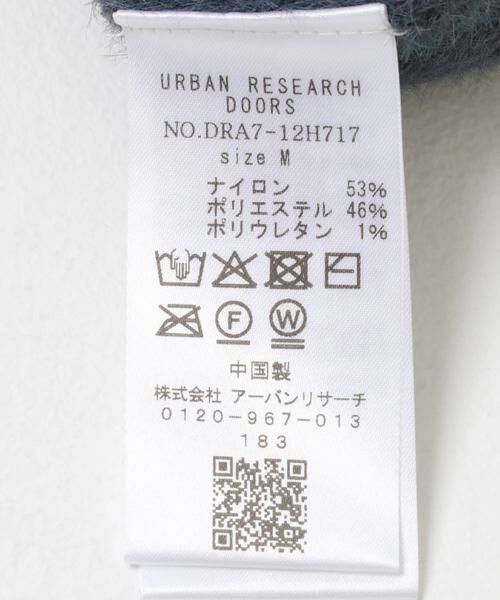 URBAN RESEARCH
DOORS
NO.DRA7-12H717
size M
ナイロン 53%
ポリエステル 46%
ポリウレタン 1%
F W
中国製
株式会社 アーバンリサーチ
0120-967-013
183